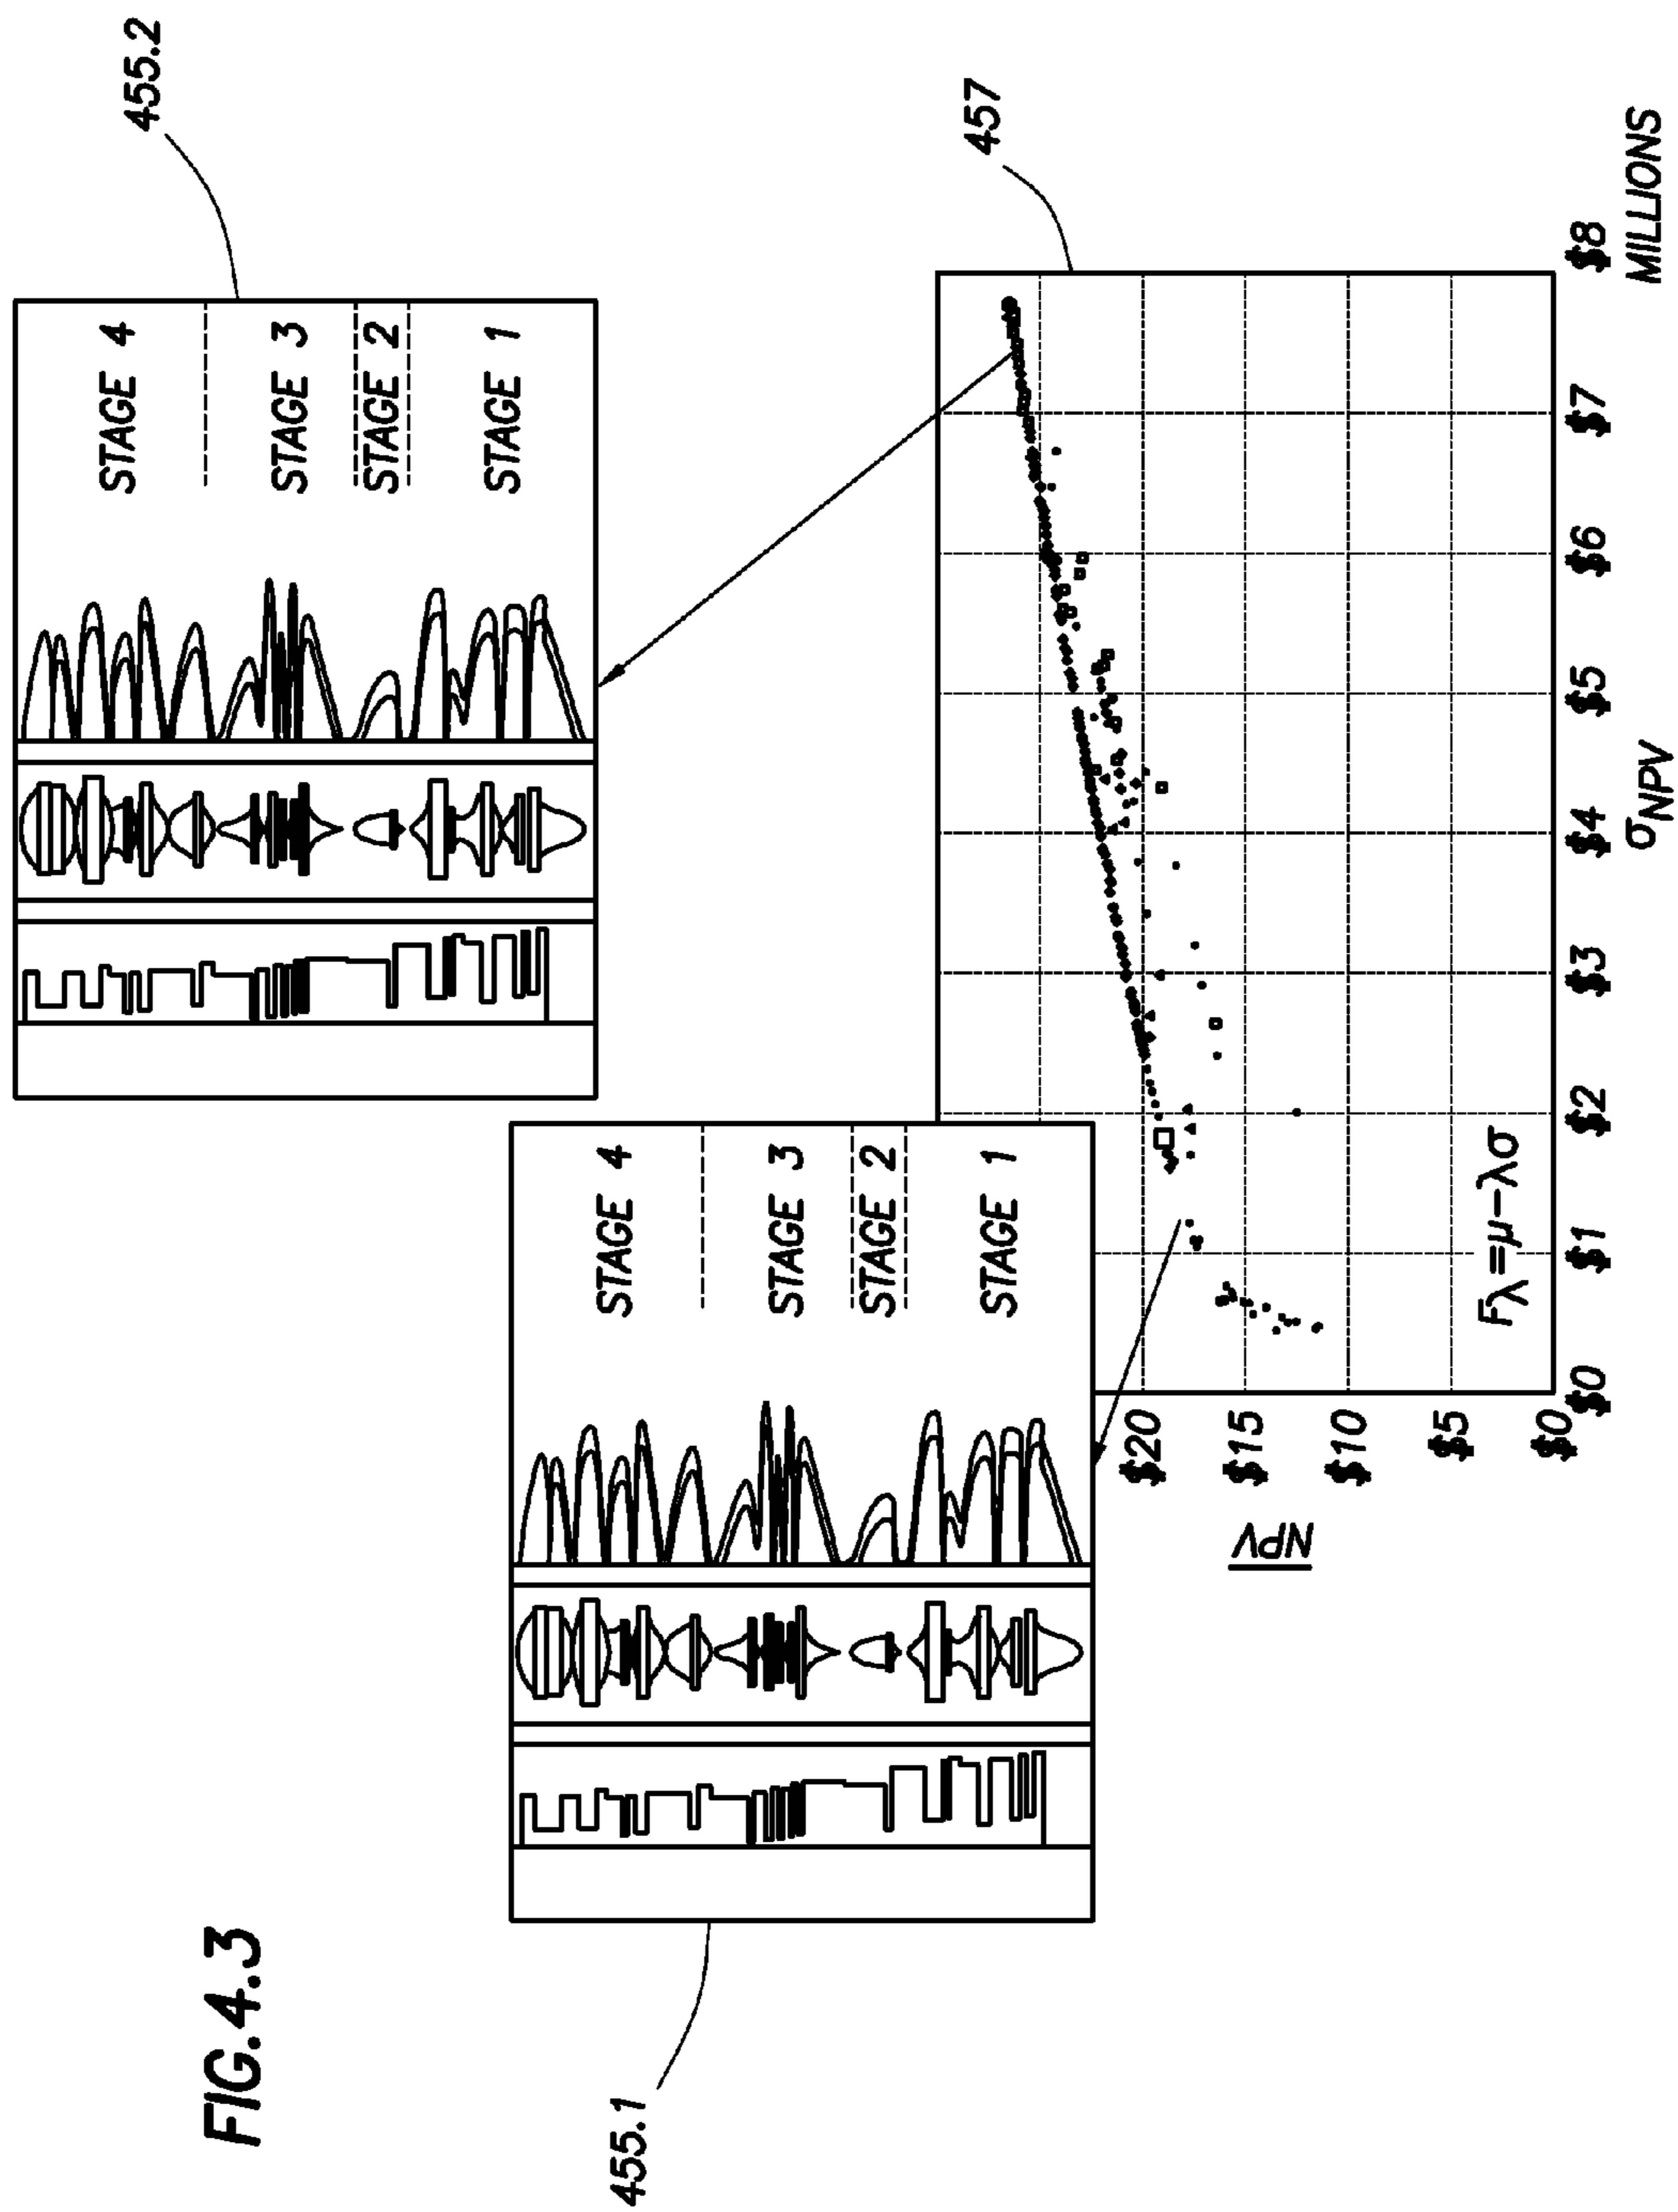 FIG.4.3
455.2
STAGE 4
STAGE 3
STAGE 2
STAGE 1
455.1
STAGE 4
STAGE 3
STAGE 2
STAGE 1
457
NPV
$20
$15
$10
$5
$0
Fλ=μ-λσ
$0
$1
$2
$3
$4
$5
$6
$7
$8
σNPV
MILLIONS